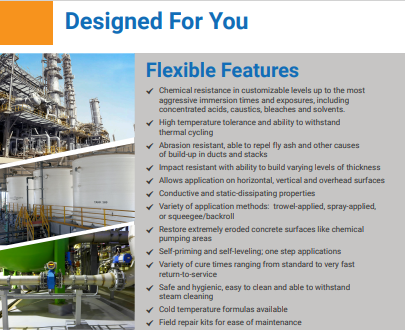 Designed For You
Flexible Features
✓ Chemical resistance in customizable levels up to the most
aggressive immersion times and exposures, including
concentrated acids, caustics, bleaches and solvents.
✓ High temperature tolerance and ability to withstand
thermal cycling
✓ Abrasion resistant, able to repel fly ash and other causes
of build-up in ducts and stacks
✓ Impact resistant with ability to build varying levels of thickness
✓ Allows application on horizontal, vertical and overhead surfaces
✓ Conductive and static-dissipating properties
✓ Variety of application methods: trowel-applied, spray-applied,
or squeegee/backroll
✓ Restore extremely eroded concrete surfaces like chemical
pumping areas
✓ Self-priming and self-leveling; one step applications
✓ Variety of cure times ranging from standard to very fast
return-to-service
✓ Safe and hygienic, easy to clean and able to withstand
steam cleaning
✓ Cold temperature formulas available
✓ Field repair kits for ease of maintenance